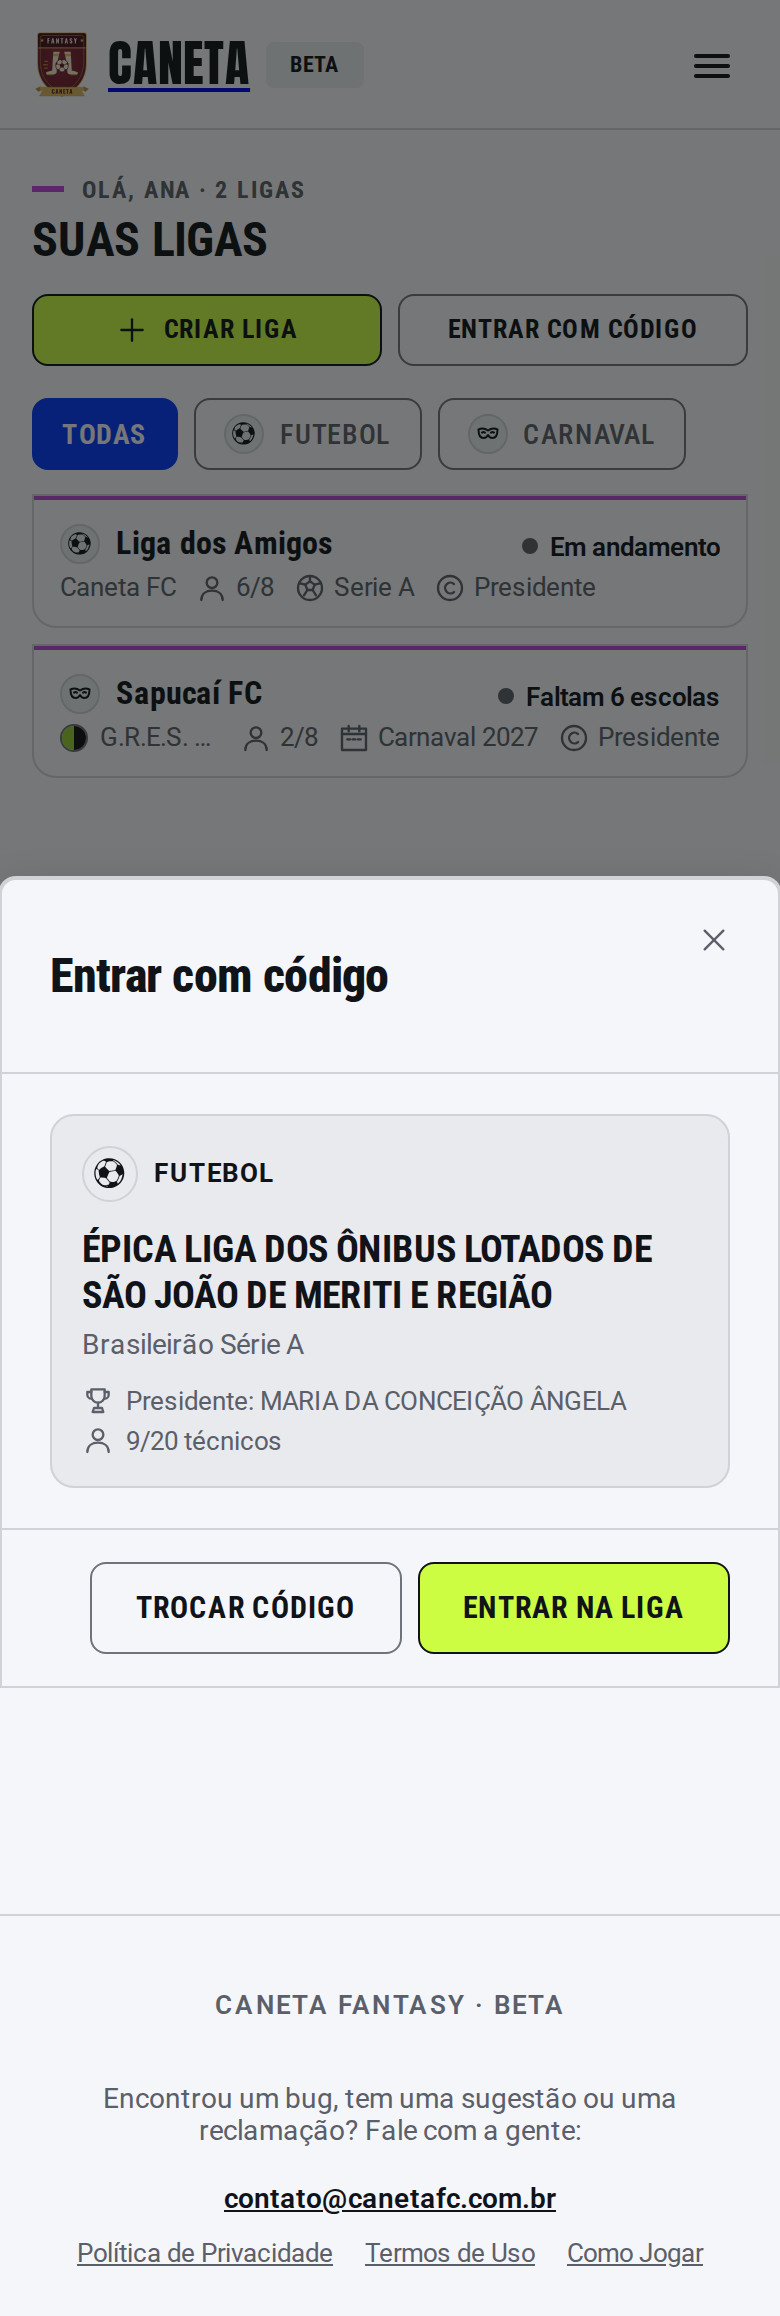 FANTASY
CANETA
CANETA
BETA
OLÁ, ANA · 2 LIGAS
SUAS LIGAS
CRIAR LIGA
ENTRAR COM CÓDIGO
TODAS
FUTEBOL
CARNAVAL
Liga dos Amigos
Em andamento
Caneta FC 6/8 Serie A Presidente
Sapucaí FC
Faltam 6 escolas
G.R.E.S. ... 2/8 Carnaval 2027 Presidente
Entrar com código
FUTEBOL
ÉPICA LIGA DOS ÔNIBUS LOTADOS DE
SÃO JOÃO DE MERITI E REGIÃO
Brasileirão Série A
Presidente: MARIA DA CONCEIÇÃO ÂNGELA
9/20 técnicos
TROCAR CÓDIGO
ENTRAR NA LIGA
CANETA FANTASY · BETA
Encontrou um bug, tem uma sugestão ou uma
reclamação? Fale com a gente:
contato@canetafc.com.br
Política de Privacidade Termos de Uso Como Jogar